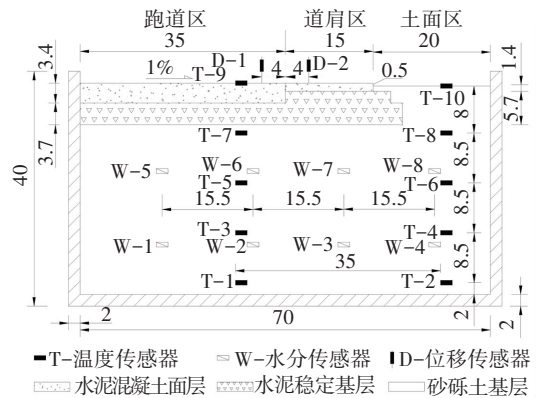 跑道区 道肩区 土面区
35 15 20
D-1 D-2
3.4 1% T-9 4 4 0.5 1.4
T-10
8 5.7
T-7 T-8
3.7
W-5 W-6 W-7 W-8 8.5
T-5 T-6
40
15.5 15.5 15.5
8.5
T-3 T-4
W-1 W-2 W-3 W-4
35 8.5
T-1 T-2
2 2
2 70
T-温度传感器 W-水分传感器 D-位移传感器
水泥混凝土面层 水泥稳定基层 砂砾土基层